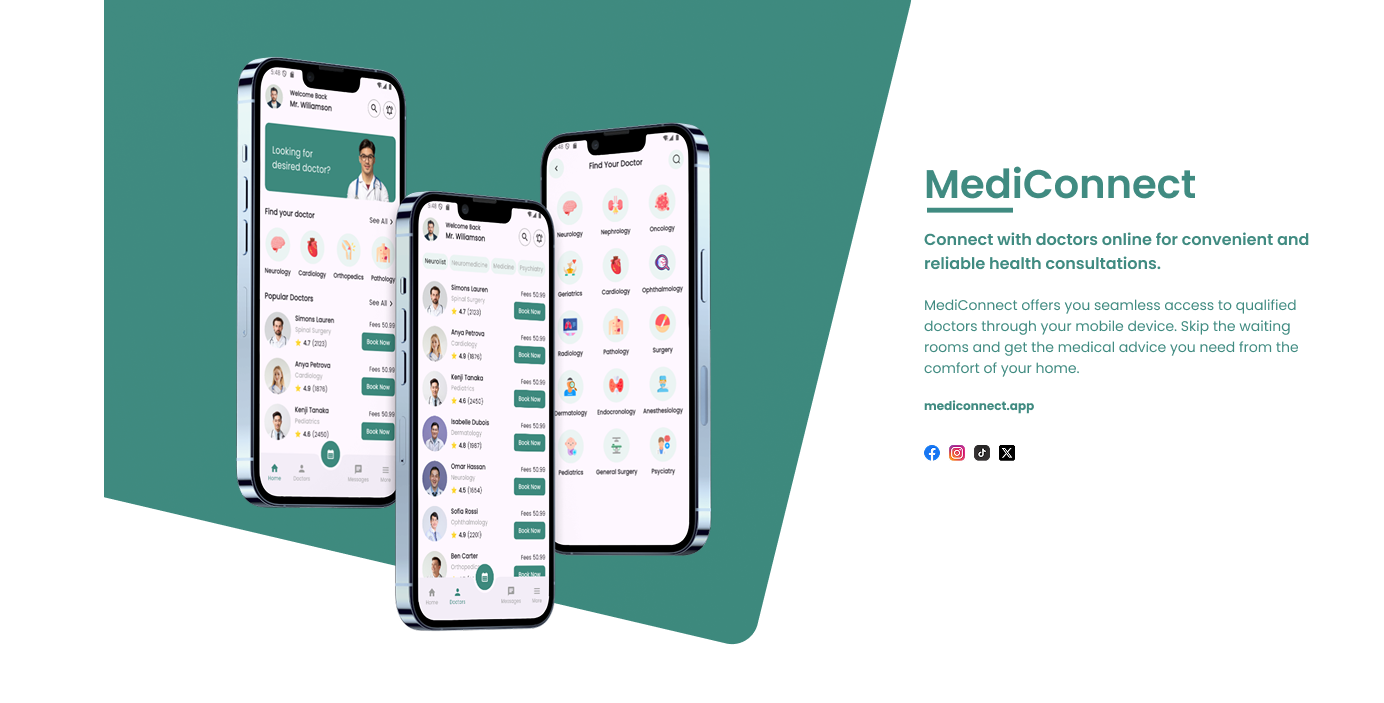 5:48
Welcome Back
Mr. Wiliamson
Looking for
desired doctor?
Find your doctor
See All
Neurology
Cardiology
Orthopedics
Pathology
Popular Doctors
See All
Simons Lauren
Fees 50.99
Spinal Surgery
4.7 (2123)
Book Now
Anya Petrova
Fees 50.99
Cardiology
4.9 (1876)
Book Now
Kenji Tanaka
Fees 50.99
Pediatrics
4.6 (2450)
Book Now
Home
Doctors
Messages
More
5:48
Welcome Back
Mr. Wiliamson
Neuroist
Neuromedicine
Medicine
Psychiatry
Simons Lauren
Fees 50.99
Spinal Surgery
4.7 (2123)
Book Now
Anya Petrova
Fees 50.99
Cardiology
4.9 (1876)
Book Now
Kenji Tanaka
Fees 50.99
Pediatrics
4.6 (2450)
Book Now
Isabelle Dubois
Fees 50.99
Dermatology
4.8 (1987)
Book Now
Omar Hassan
Fees 50.99
Neurology
4.5 (1654)
Book Now
Sofia Rossi
Fees 50.99
Ophthalmology
4.9 (2201)
Book Now
Ben Carter
Fees 50.99
Orthopedics
Book Now
Home
Doctors
Messages
More
5:48
Find Your Doctor
Neurology
Nephrology
Oncology
Geriatrics
Cardiology
Ophthalmology
Radiology
Pathology
Surgery
Dermatology
Endocronology
Anesthesiology
Pediatrics
General Surgery
Psyciatry
MediConnect
Connect with doctors online for convenient and
reliable health consultations.
MediConnect offers you seamless access to qualified
doctors through your mobile device. Skip the waiting
rooms and get the medical advice you need from the
comfort of your home.
mediconnect.app